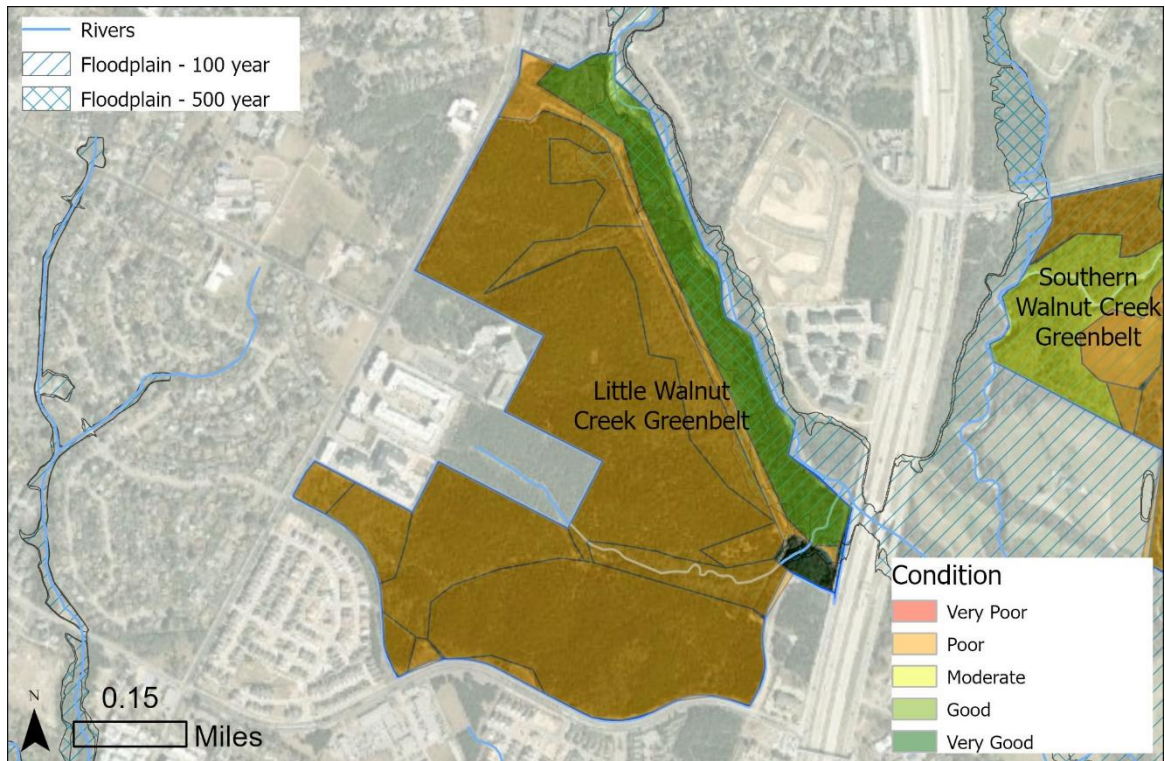 Rivers
Floodplain - 100 year
Floodplain - 500 year
Southern
Walnut Creek
Greenbelt
Little Walnut
Creek Greenbelt
Condition
Very Poor
Poor
Moderate
Good
Very Good
N
0.15
Miles